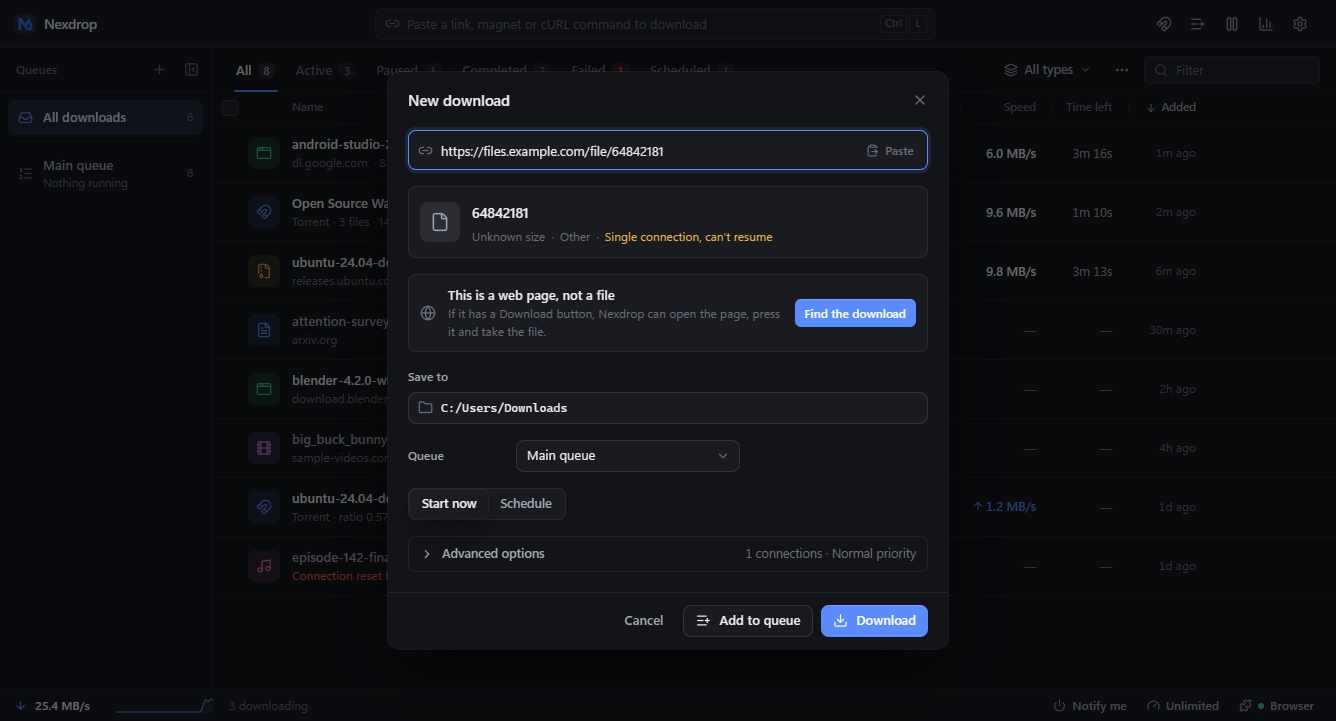 Nexdrop
Paste a link, magnet or cURL command to download
Ctrl L
Queues
All 8
Active 3
Paused 1
Completed 2
Failed 1
Scheduled 1
All types
Filter
All downloads 8
Main queue
Nothing running
8
Name
Speed
Time left
Added
android-studio-2
dl.google.com · 8
6.0 MB/s
3m 16s
1m ago
Open Source Wa
Torrent · 3 files · 14
9.6 MB/s
1m 10s
2m ago
ubuntu-24.04-de
releases.ubuntu.co
9.8 MB/s
3m 13s
6m ago
attention-survey
arxiv.org
—
—
30m ago
blender-4.2.0-wi
download.blender
—
—
2h ago
big_buck_bunny
sample-videos.com
—
—
4h ago
ubuntu-24.04-de
Torrent · ratio 0.57
1.2 MB/s
—
1d ago
episode-142-fina
Connection reset
—
—
1d ago
New download
https://files.example.com/file/64842181
Paste
64842181
Unknown size · Other · Single connection, can't resume
This is a web page, not a file
If it has a Download button, Nexdrop can open the page, press
it and take the file.
Find the download
Save to
C:/Users/Downloads
Queue
Main queue
Start now
Schedule
Advanced options
1 connections · Normal priority
Cancel
Add to queue
Download
25.4 MB/s
3 downloading
Notify me
Unlimited
Browser